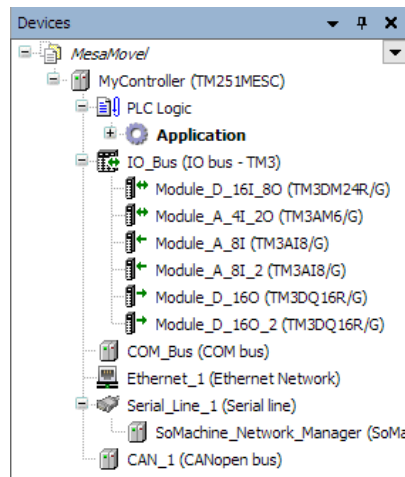 Devices
MesaMove
MyController (TM251MESC)
PLC Logic
Application
IO_Bus (IO bus - TM3)
Module_D_16I_8O (TM3DM24R/G)
Module_A_4I_2O (TM3AM6/G)
Module_A_8I (TM3AI8/G)
Module_A_8I_2 (TM3AI8/G)
Module_D_16O (TM3DQ16R/G)
Module_D_16O_2 (TM3DQ16R/G)
COM_Bus (COM bus)
Ethernet_1 (Ethernet Network)
Serial_Line_1 (Serial line)
SoMachine_Network_Manager (SoMa
CAN_1 (CANopen bus)